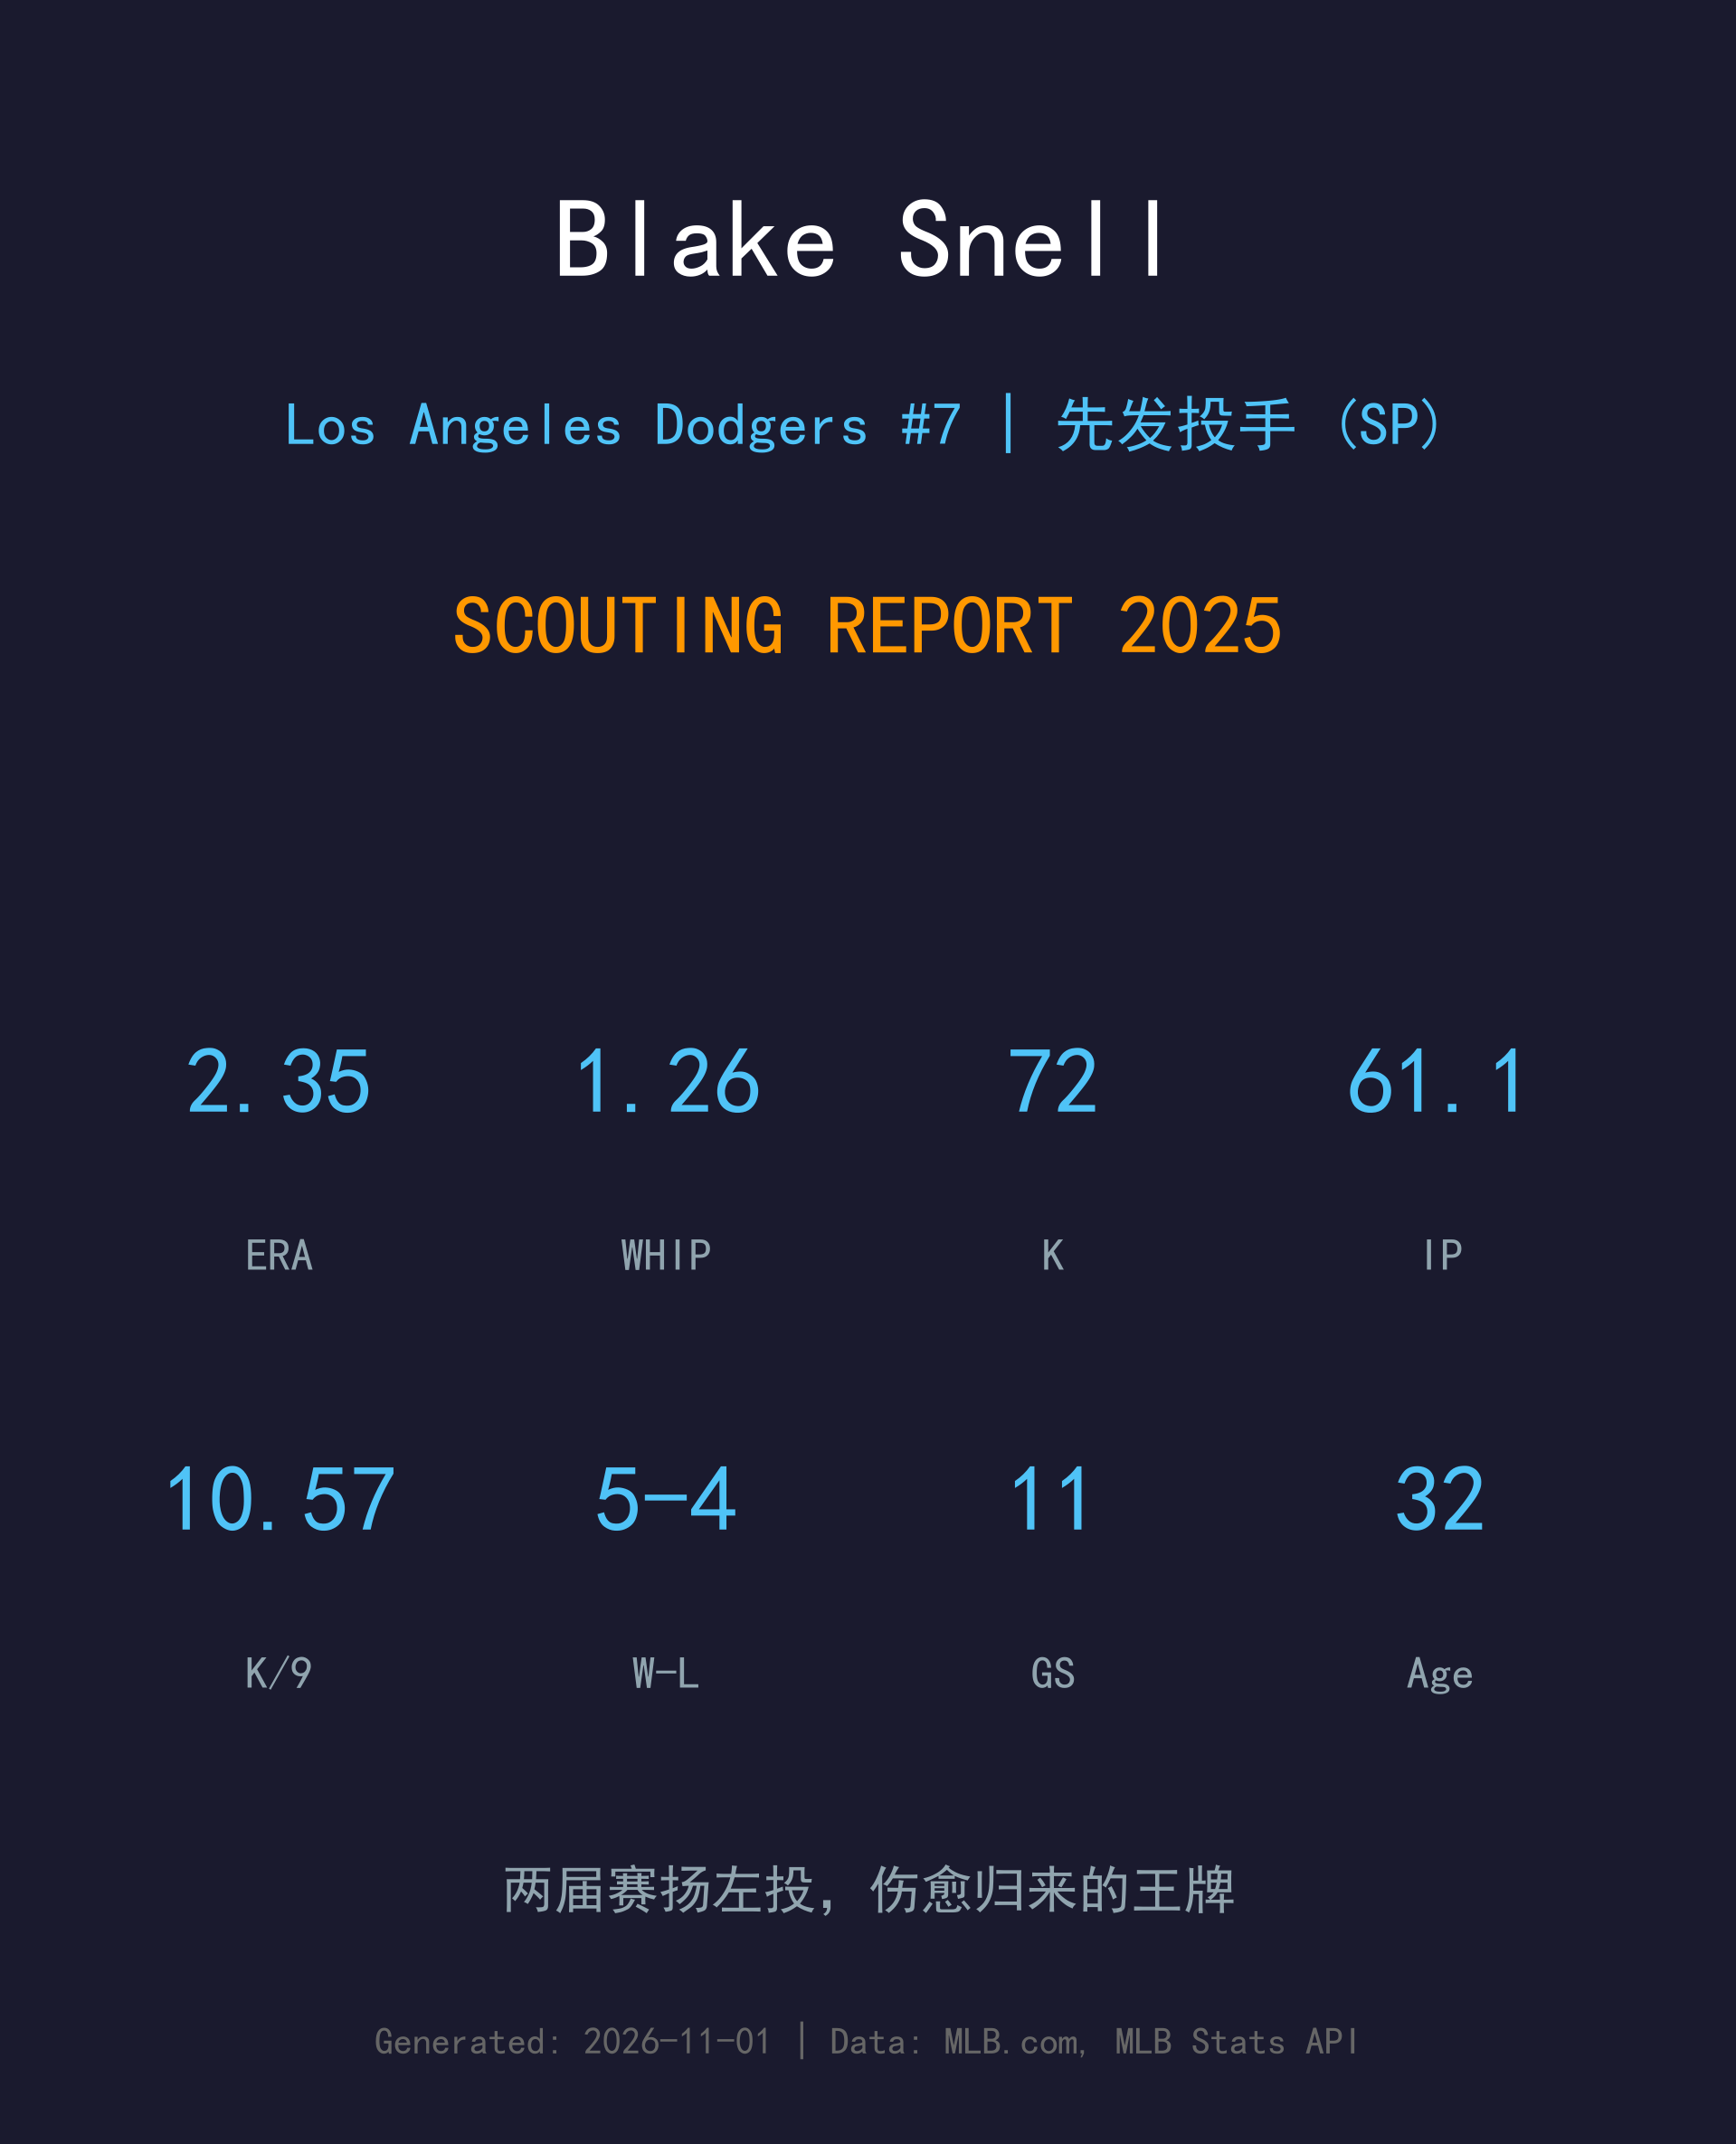 Blake Snell
Los Angeles Dodgers #7 | 先发投手（SP）
SCOUTING REPORT 2025
2.35 1.26 72 61.1
ERA WHIP K IP
10.57 5-4 11 32
K/9 W-L GS Age
两届赛扬左投，伤愈归来的王牌
Generated: 2026-11-01 | Data: MLB.com, MLB Stats API